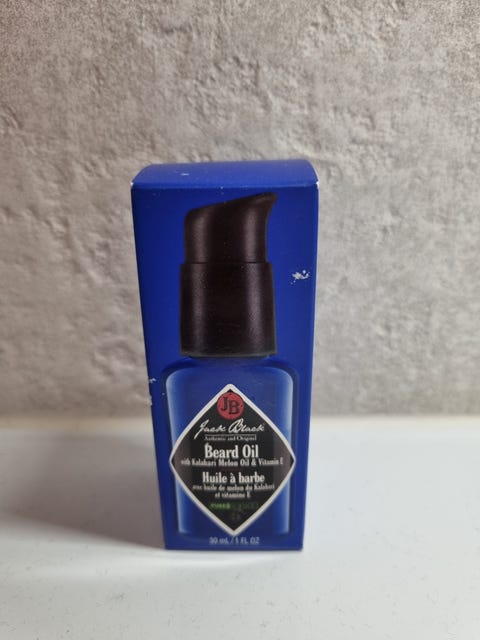 JB
Jack Black
Authentic and Original
Beard Oil
with Kalahari Melon Oil & Vitamin E
Huile à barbe
avec huile de melon du Kalahari
et vitamine E
30 mL / 1 FL OZ